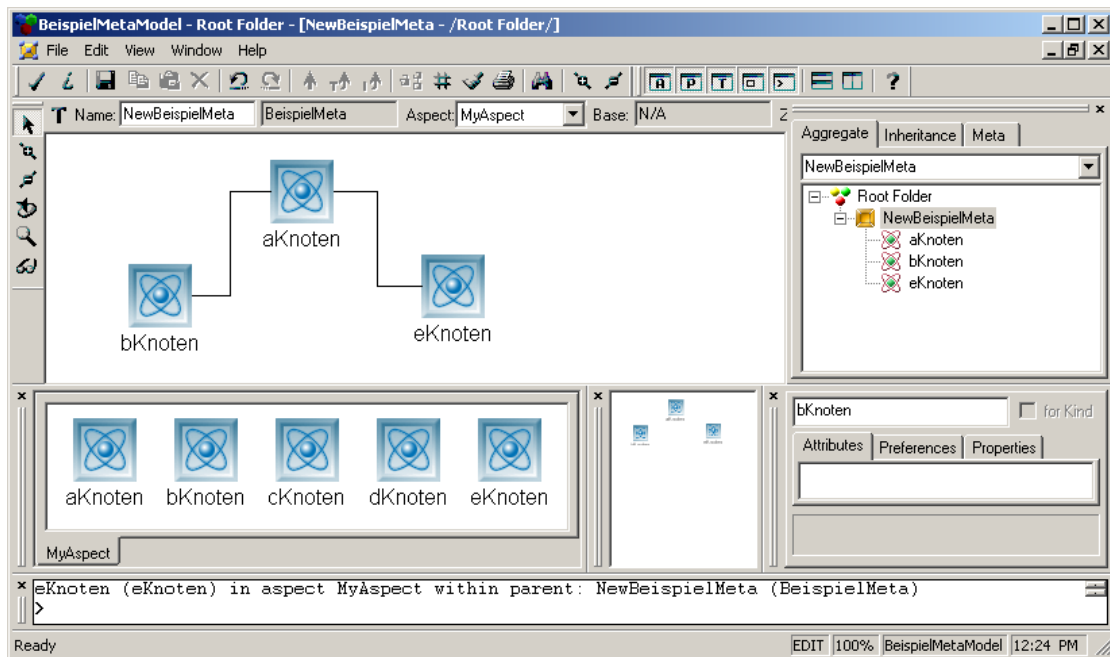 BeispielMetaModel - Root Folder - [NewBeispielMeta - /Root Folder/]
File Edit View Window Help
A P T ?
T Name: NewBeispielMeta BeispielMeta Aspect: MyAspect Base: N/A Z
Aggregate Inheritance Meta
NewBeispielMeta
Root Folder
NewBeispielMeta
aKnoten
bKnoten
eKnoten
aKnoten
bKnoten
eKnoten
aKnoten bKnoten cKnoten dKnoten eKnoten
MyAspect
bKnoten for Kind
Attributes Preferences Properties
eKnoten (eKnoten) in aspect MyAspect within parent: NewBeispielMeta (BeispielMeta)
>
Ready EDIT 100% BeispielMetaModel 12:24 PM